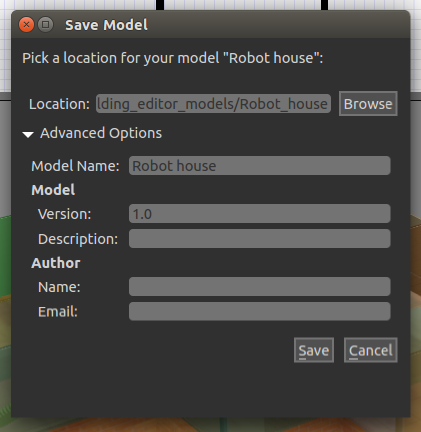 Save Model
Pick a location for your model "Robot house":
Location: lding_editor_models/Robot_house Browse
Advanced Options
Model Name: Robot house
Model
Version: 1.0
Description:
Author
Name:
Email:
Save Cancel